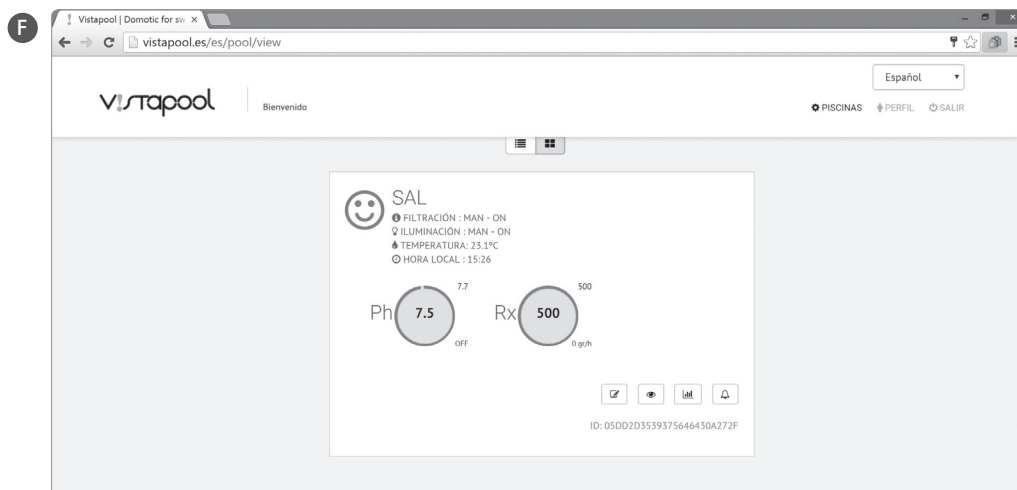 F
Vistapool | Domotic for sw
vistapool.es/es/pool/view
Español
vistapool
Bienvenido
PISCINAS PERFIL SALIR
SAL
FILTRACIÓN : MAN - ON
ILUMINACIÓN : MAN - ON
TEMPERATURA: 23.1ºC
HORA LOCAL : 15:26
Ph 7.5 7.7 OFF
Rx 500 500 0 gr/h
ID: 05DD2D3539375646430A272F